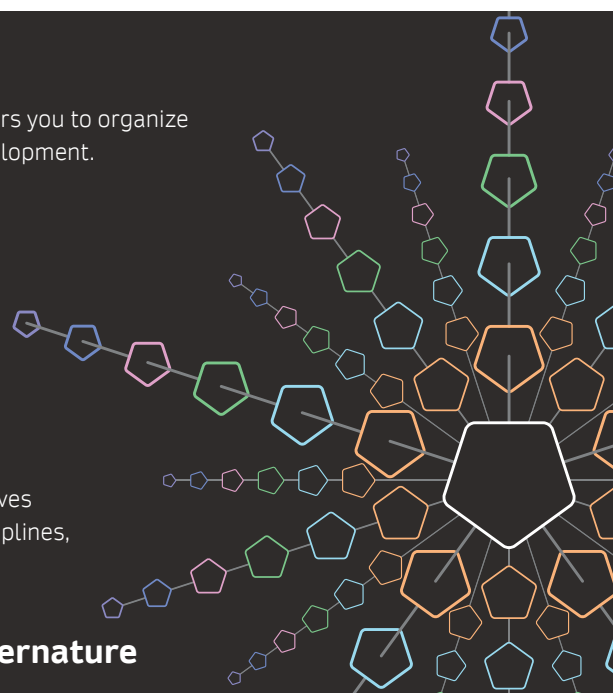 rs you to organize
lopment.
ves
plines,
ernature